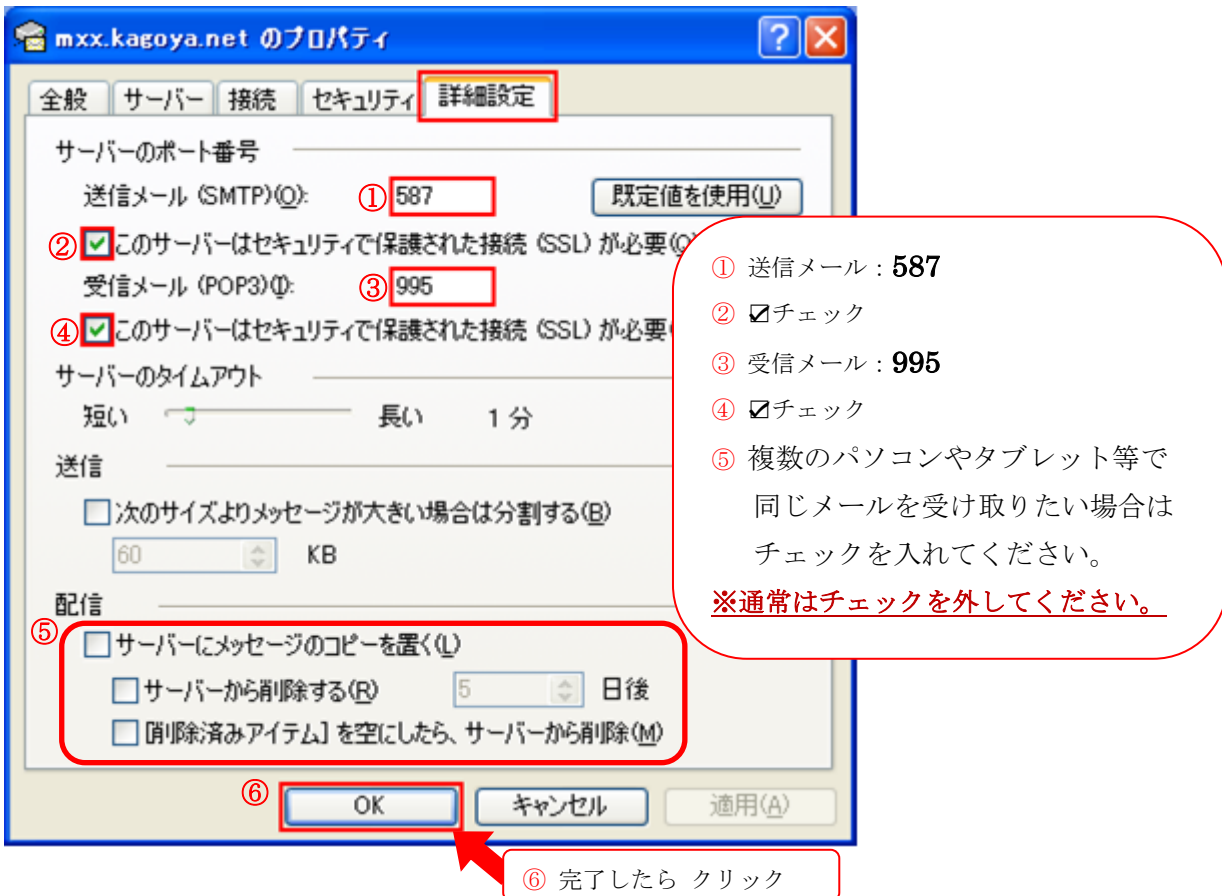 mxx.kagoya.net のプロパティ
全般 サーバー 接続 セキュリティ 詳細設定
サーバーのポート番号
送信メール (SMTP)(O): ① 587 既定値を使用(U)
② このサーバーはセキュリティで保護された接続 (SSL) が必要(Q)
受信メール (POP3)(I): ③ 995
④ このサーバーはセキュリティで保護された接続 (SSL) が必要(
サーバーのタイムアウト
短い 長い 1 分
送信
次のサイズよりメッセージが大きい場合は分割する(B)
60 KB
配信
⑤
サーバーにメッセージのコピーを置く(L)
サーバーから削除する(R) 5 日後
[削除済みアイテム] を空にしたら、サーバーから削除(M)
⑥ OK キャンセル 適用(A)
① 送信メール：587
② ☑チェック
③ 受信メール：995
④ ☑チェック
⑤ 複数のパソコンやタブレット等で
同じメールを受け取りたい場合は
チェックを入れてください。
※通常はチェックを外してください。
⑥ 完了したら クリック